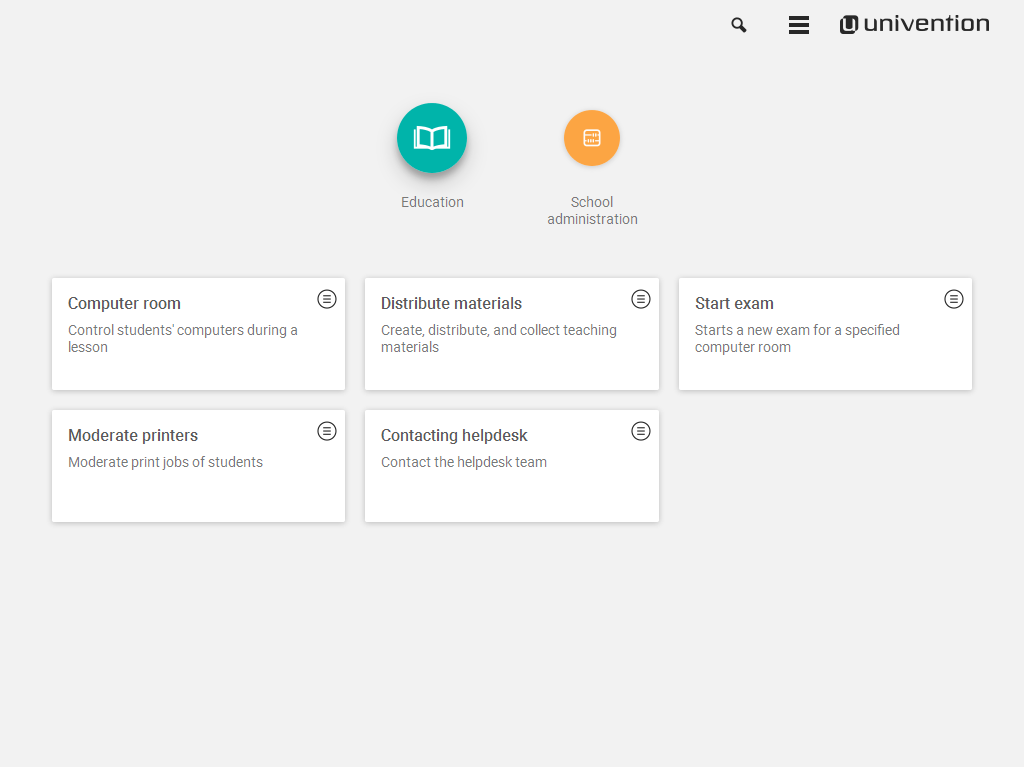 univention
Education
School
administration
Computer room
Control students' computers during a
lesson
Distribute materials
Create, distribute, and collect teaching
materials
Start exam
Starts a new exam for a specified
computer room
Moderate printers
Moderate print jobs of students
Contacting helpdesk
Contact the helpdesk team